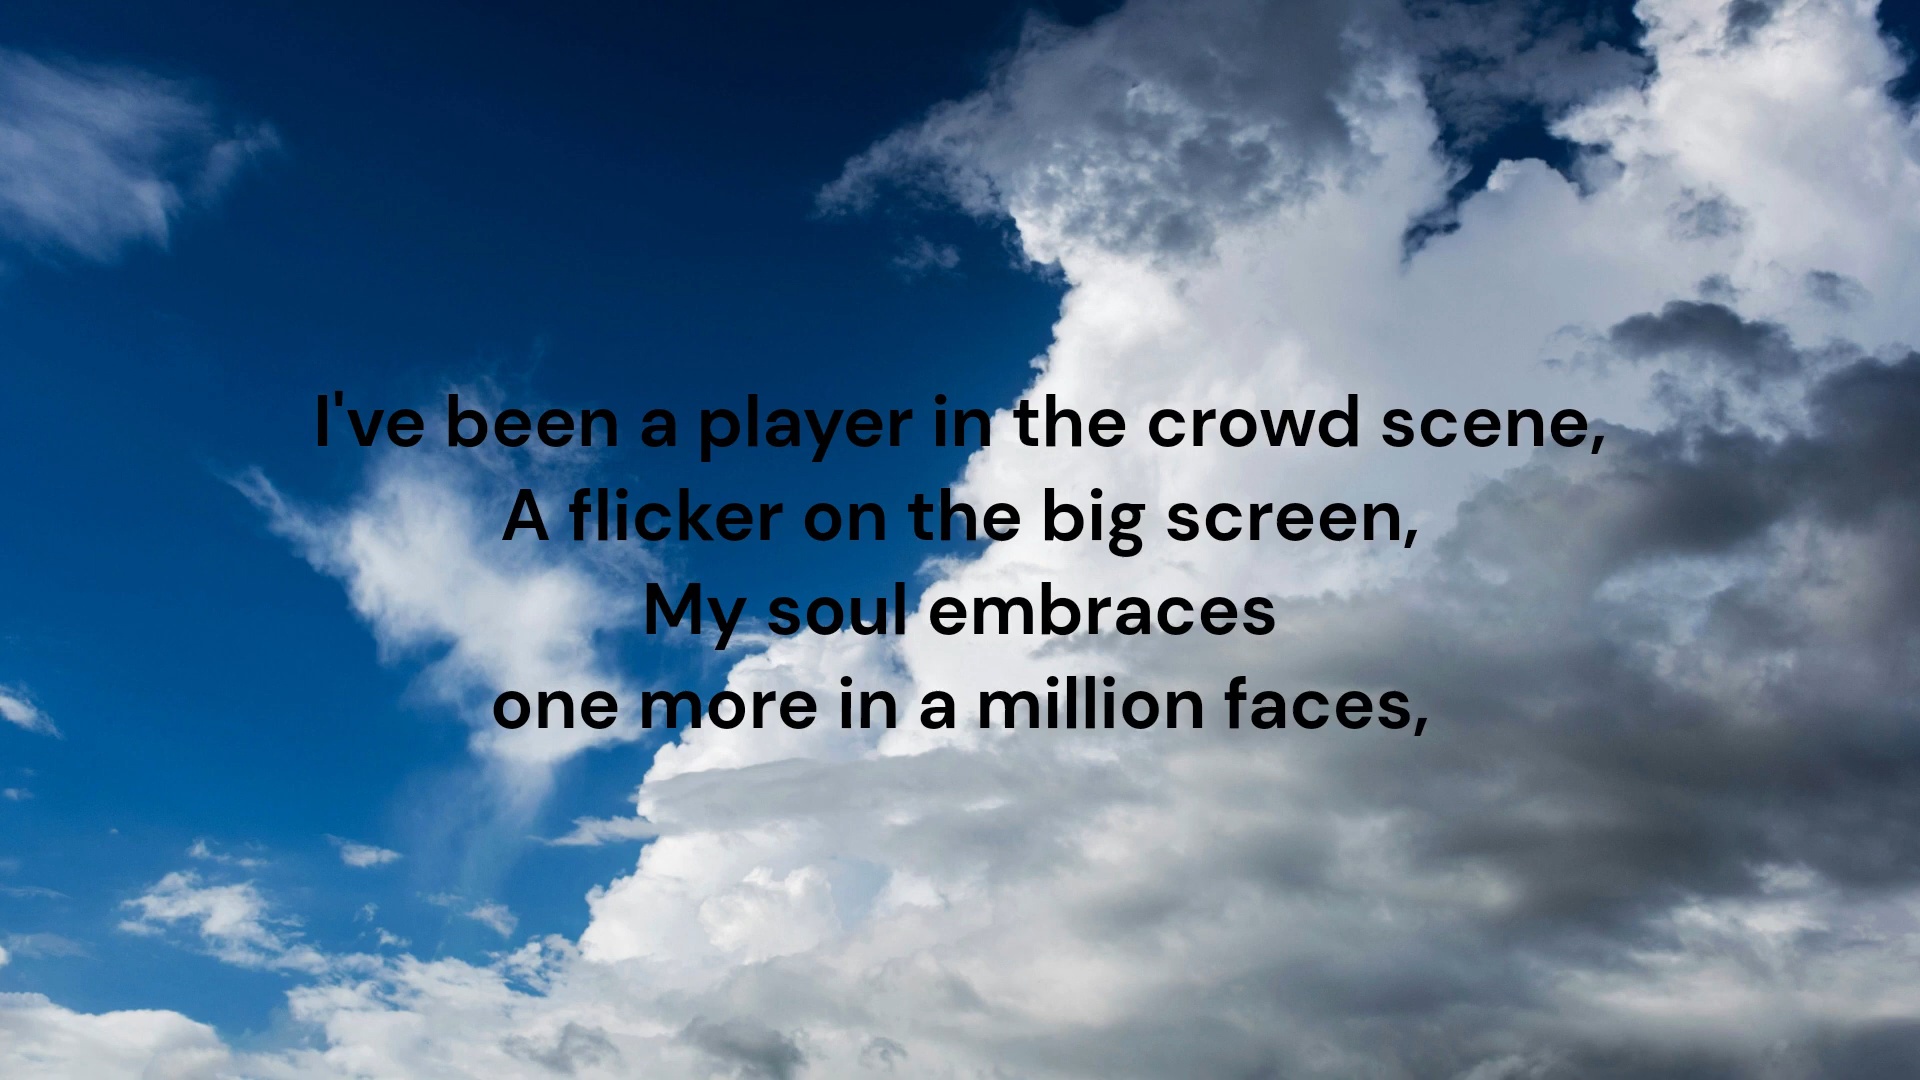 I've been a player in the crowd scene,
A flicker on the big screen,
My soul embraces
one more in a million faces,